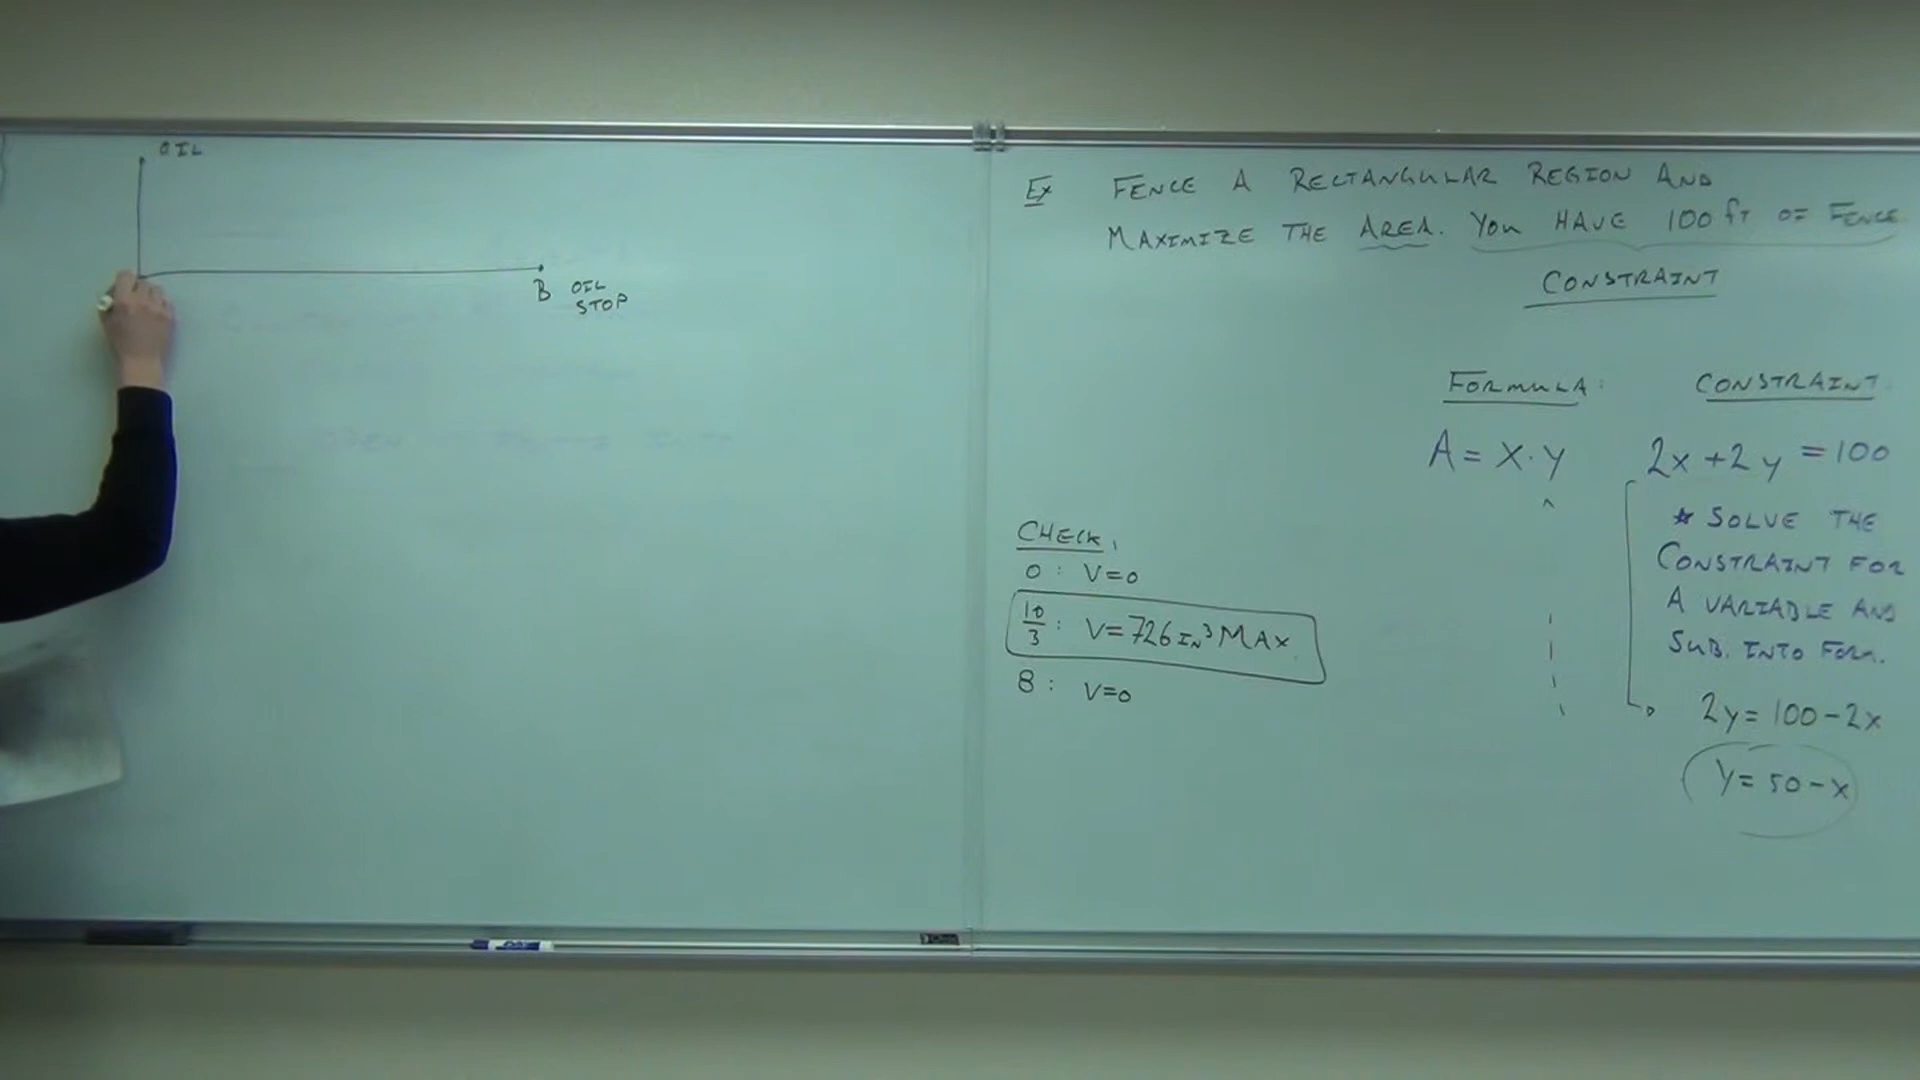 OIL
B OIL
STOP
Ex FENCE A RECTANGULAR REGION AND
MAXIMIZE THE AREA. YOU HAVE 100 ft OF FENCE
CONSTRAINT
FORMULA: CONSTRAINT
A = X · Y 2x + 2y = 100
* SOLVE THE
CONSTRAINT FOR
A VARIABLE AND
SUB. INTO FORM.
2y = 100 - 2x
y = 50 - x
CHECK:
0 : V=0
10/3 : V=726 IN³ MAX
8 : V=0